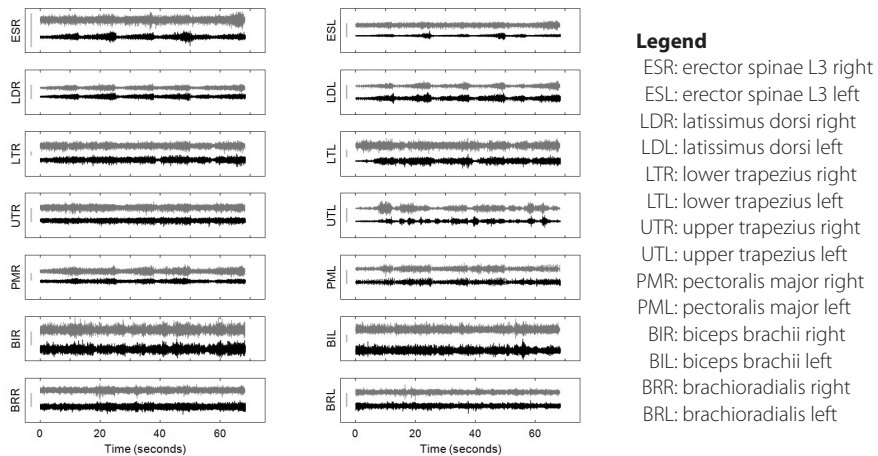 ESR
ESL
LDR
LDL
LTR
LTL
UTR
UTL
PMR
PML
BIR
BIL
BRR
BRL
0 20 40 60
0 20 40 60
Time (seconds)
Time (seconds)
Legend
ESR: erector spinae L3 right
ESL: erector spinae L3 left
LDR: latissimus dorsi right
LDL: latissimus dorsi left
LTR: lower trapezius right
LTL: lower trapezius left
UTR: upper trapezius right
UTL: upper trapezius left
PMR: pectoralis major right
PML: pectoralis major left
BIR: biceps brachii right
BIL: biceps brachii left
BRR: brachioradialis right
BRL: brachioradialis left